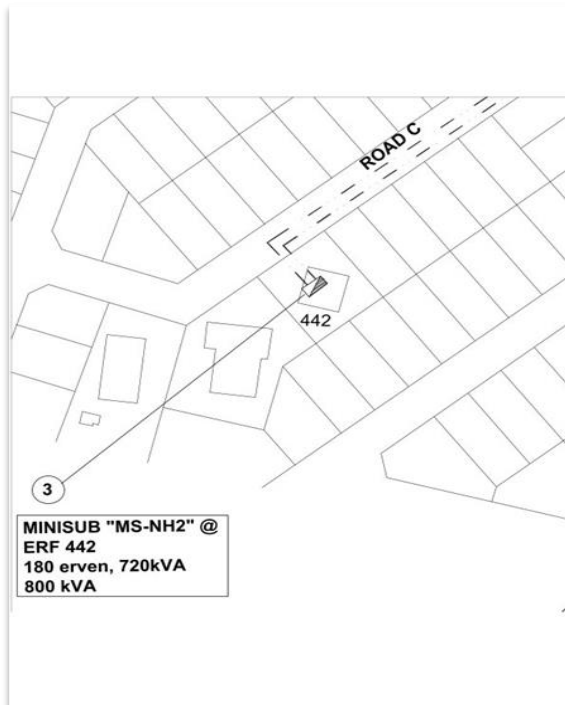 ROAD C
442
3
MINISUB "MS-NH2" @
ERF 442
180 erven, 720kVA
800 kVA